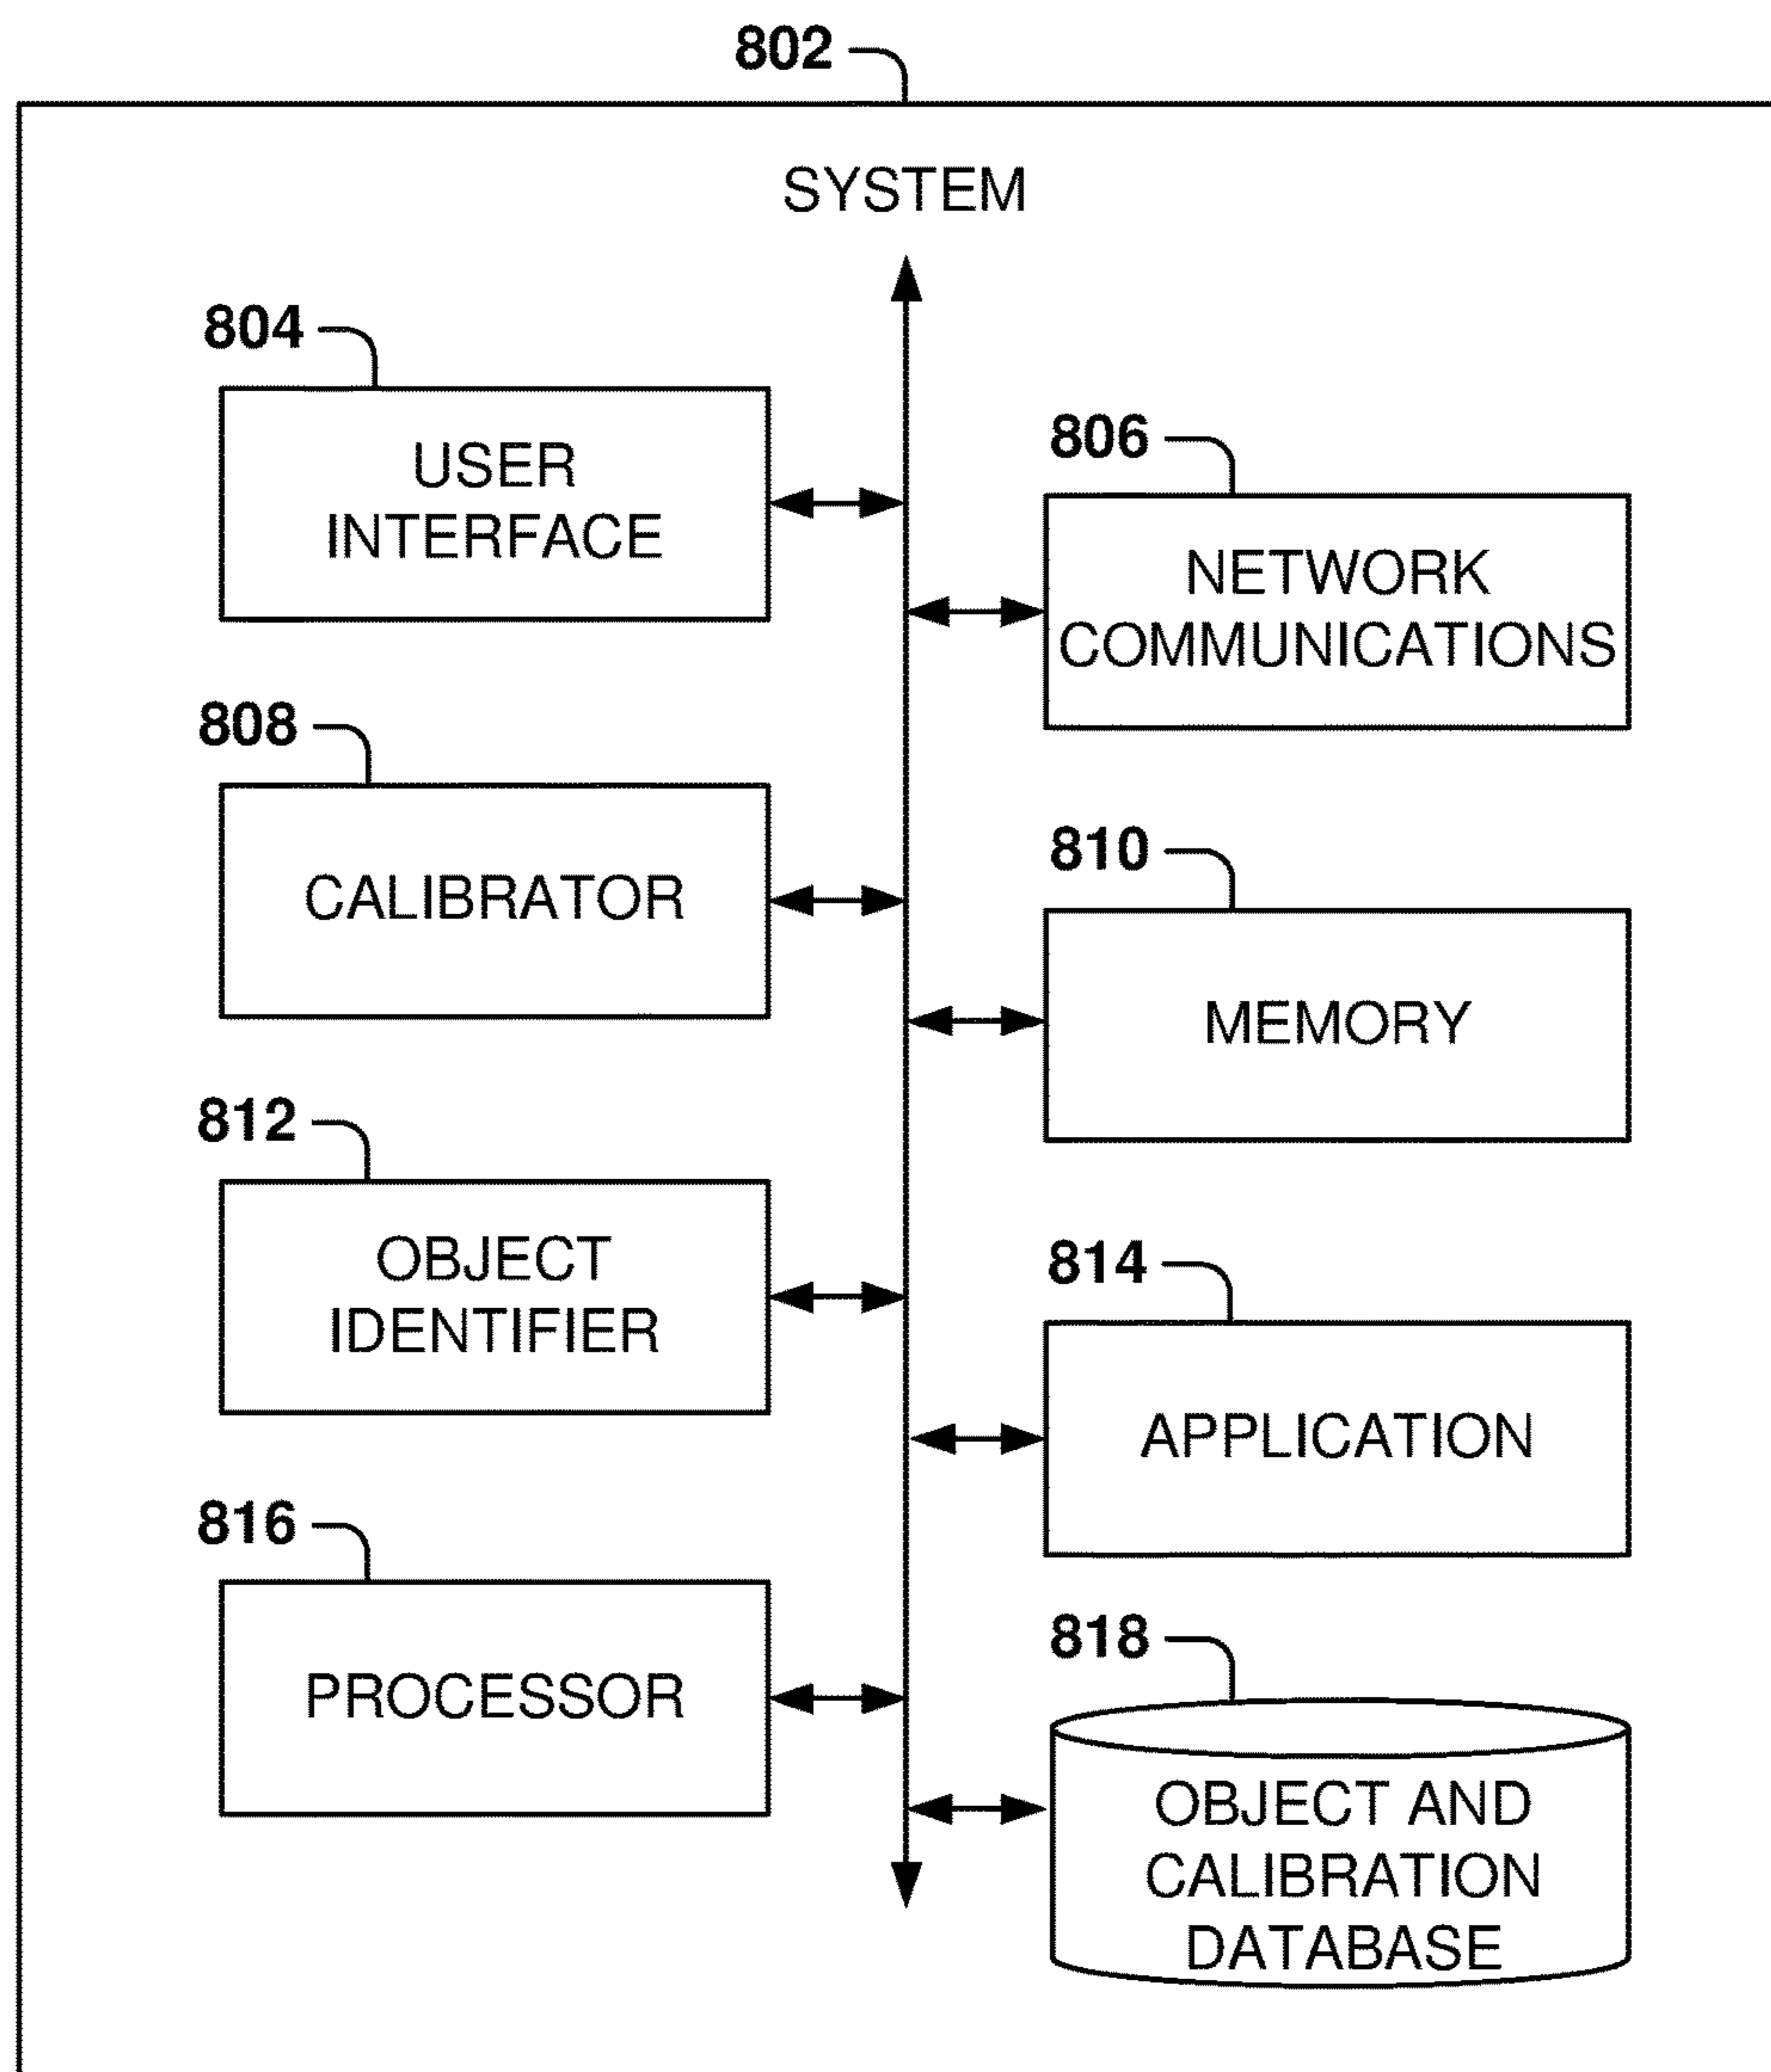 802
SYSTEM
804
USER
INTERFACE
806
NETWORK
COMMUNICATIONS
808
CALIBRATOR
810
MEMORY
812
OBJECT
IDENTIFIER
814
APPLICATION
816
PROCESSOR
818
OBJECT AND
CALIBRATION
DATABASE